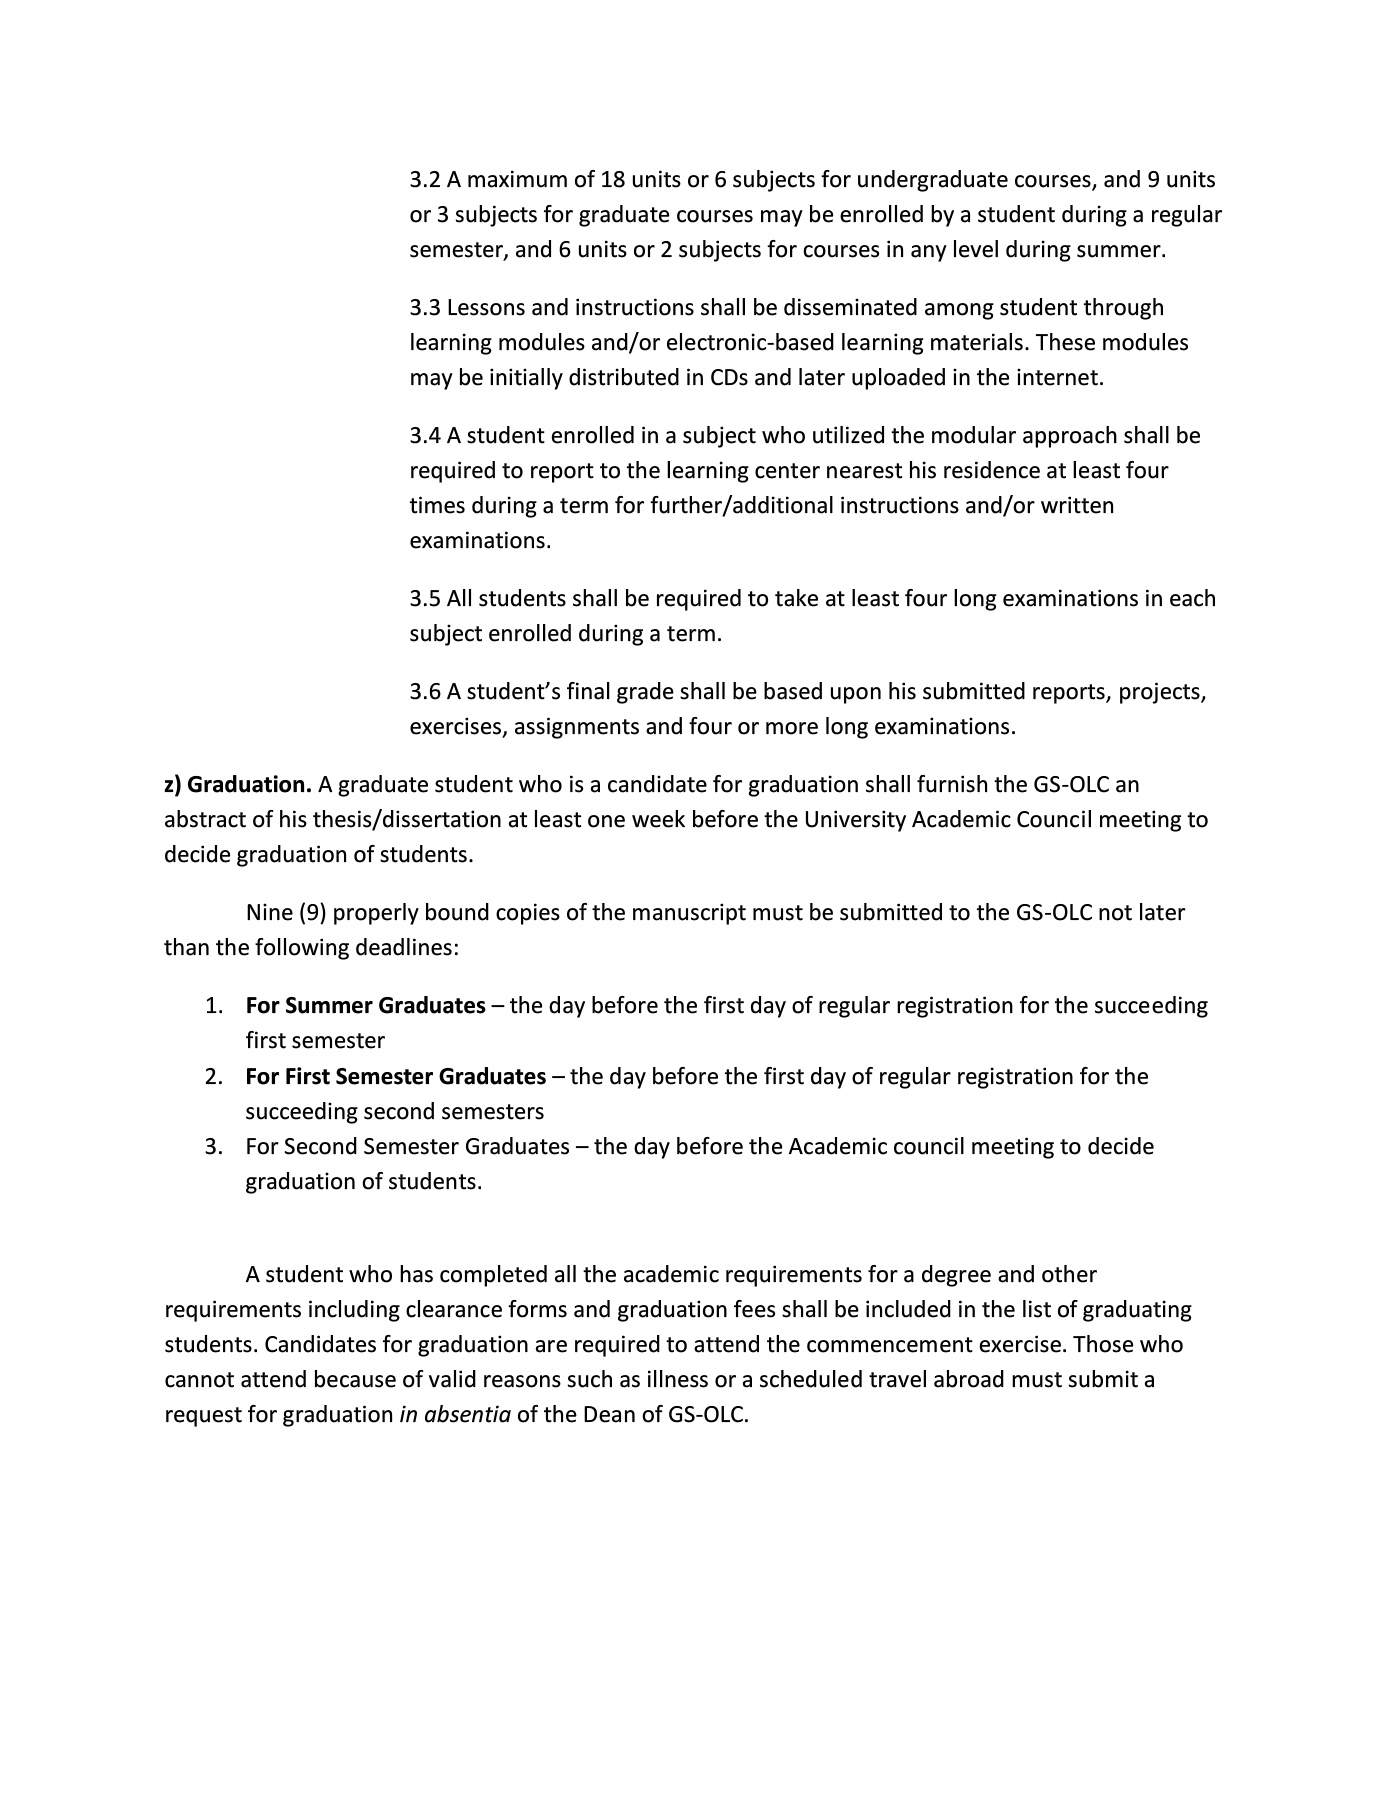 3.2 A maximum of 18 units or 6 subjects for undergraduate courses, and 9 units
or 3 subjects for graduate courses may be enrolled by a student during a regular
semester, and 6 units or 2 subjects for courses in any level during summer.
3.3 Lessons and instructions shall be disseminated among student through
learning modules and/or electronic-based learning materials. These modules
may be initially distributed in CDs and later uploaded in the internet.
3.4 A student enrolled in a subject who utilized the modular approach shall be
required to report to the learning center nearest his residence at least four
times during a term for further/additional instructions and/or written
examinations.
3.5 All students shall be required to take at least four long examinations in each
subject enrolled during a term.
3.6 A student’s final grade shall be based upon his submitted reports, projects,
exercises, assignments and four or more long examinations.
z) Graduation. A graduate student who is a candidate for graduation shall furnish the GS-OLC an
abstract of his thesis/dissertation at least one week before the University Academic Council meeting to
decide graduation of students.
Nine (9) properly bound copies of the manuscript must be submitted to the GS-OLC not later
than the following deadlines:
1. For Summer Graduates – the day before the first day of regular registration for the succeeding
first semester
2. For First Semester Graduates – the day before the first day of regular registration for the
succeeding second semesters
3. For Second Semester Graduates – the day before the Academic council meeting to decide
graduation of students.
A student who has completed all the academic requirements for a degree and other
requirements including clearance forms and graduation fees shall be included in the list of graduating
students. Candidates for graduation are required to attend the commencement exercise. Those who
cannot attend because of valid reasons such as illness or a scheduled travel abroad must submit a
request for graduation in absentia of the Dean of GS-OLC.